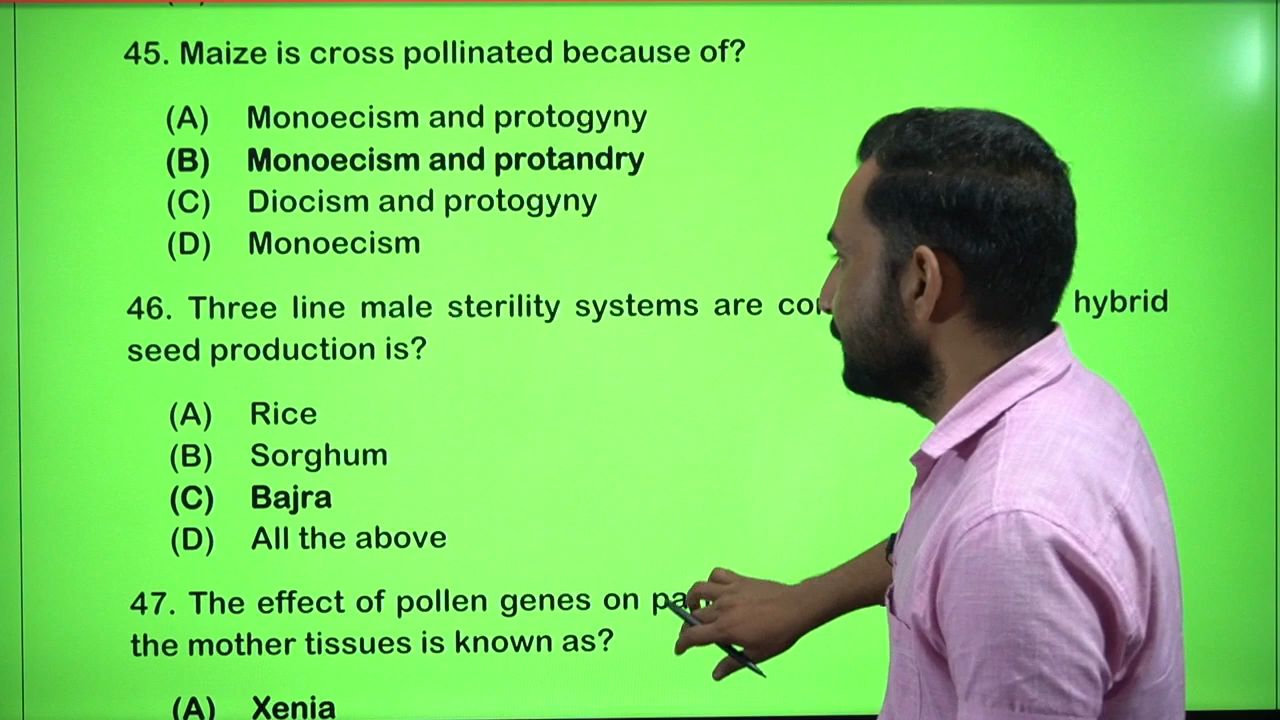 45. Maize is cross pollinated because of?
(A) Monoecism and protogyny
(B) Monoecism and protandry
(C) Diocism and protogyny
(D) Monoecism
46. Three line male sterility systems are hybrid
seed production is?
(A) Rice
(B) Sorghum
(C) Bajra
(D) All the above
47. The effect of pollen genes on
the mother tissues is known as?
(A) Xenia